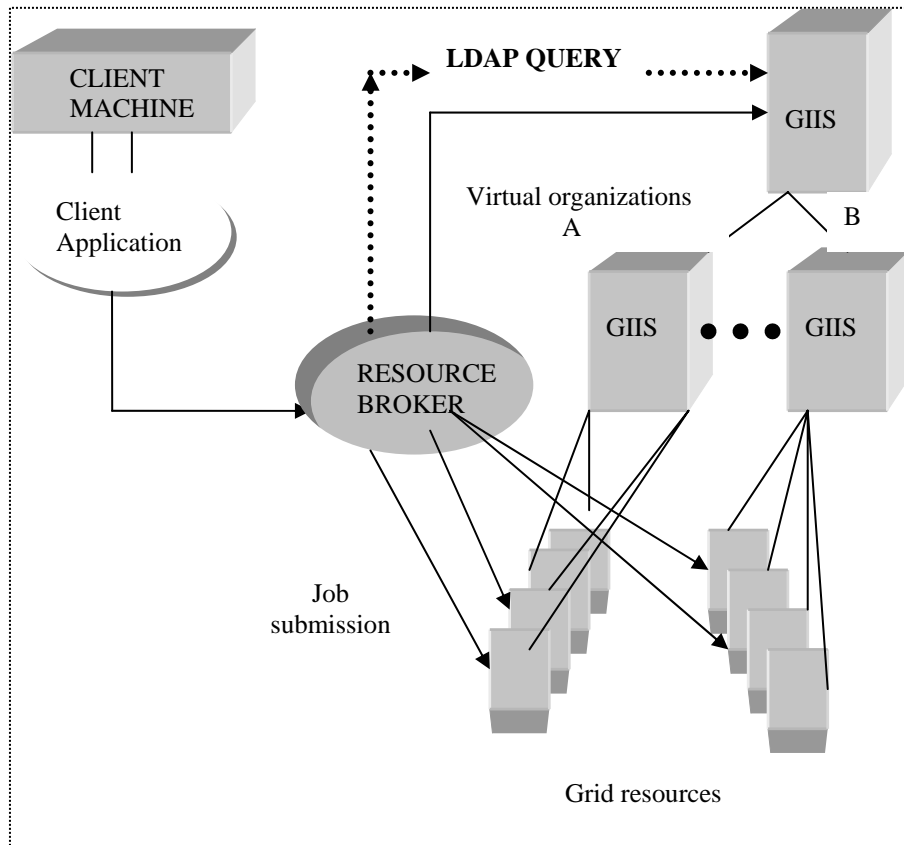 LDAP QUERY
CLIENT
MACHINE
GIIS
Client
Application
Virtual organizations
A
B
GIIS
GIIS
RESOURCE
BROKER
Job
submission
Grid resources